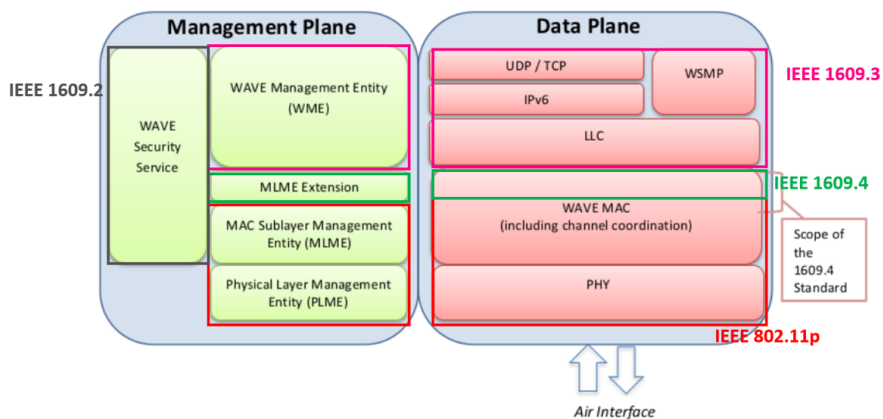 Management Plane
Data Plane
IEEE 1609.2
WAVE
Security
Service
WAVE Management Entity
(WME)
MLME Extension
MAC Sublayer Management
Entity (MLME)
Physical Layer Management
Entity (PLME)
UDP / TCP
IPv6
WSMP
LLC
WAVE MAC
(including channel coordination)
PHY
IEEE 1609.3
IEEE 1609.4
Scope of
the
1609.4
Standard
IEEE 802.11p
Air Interface